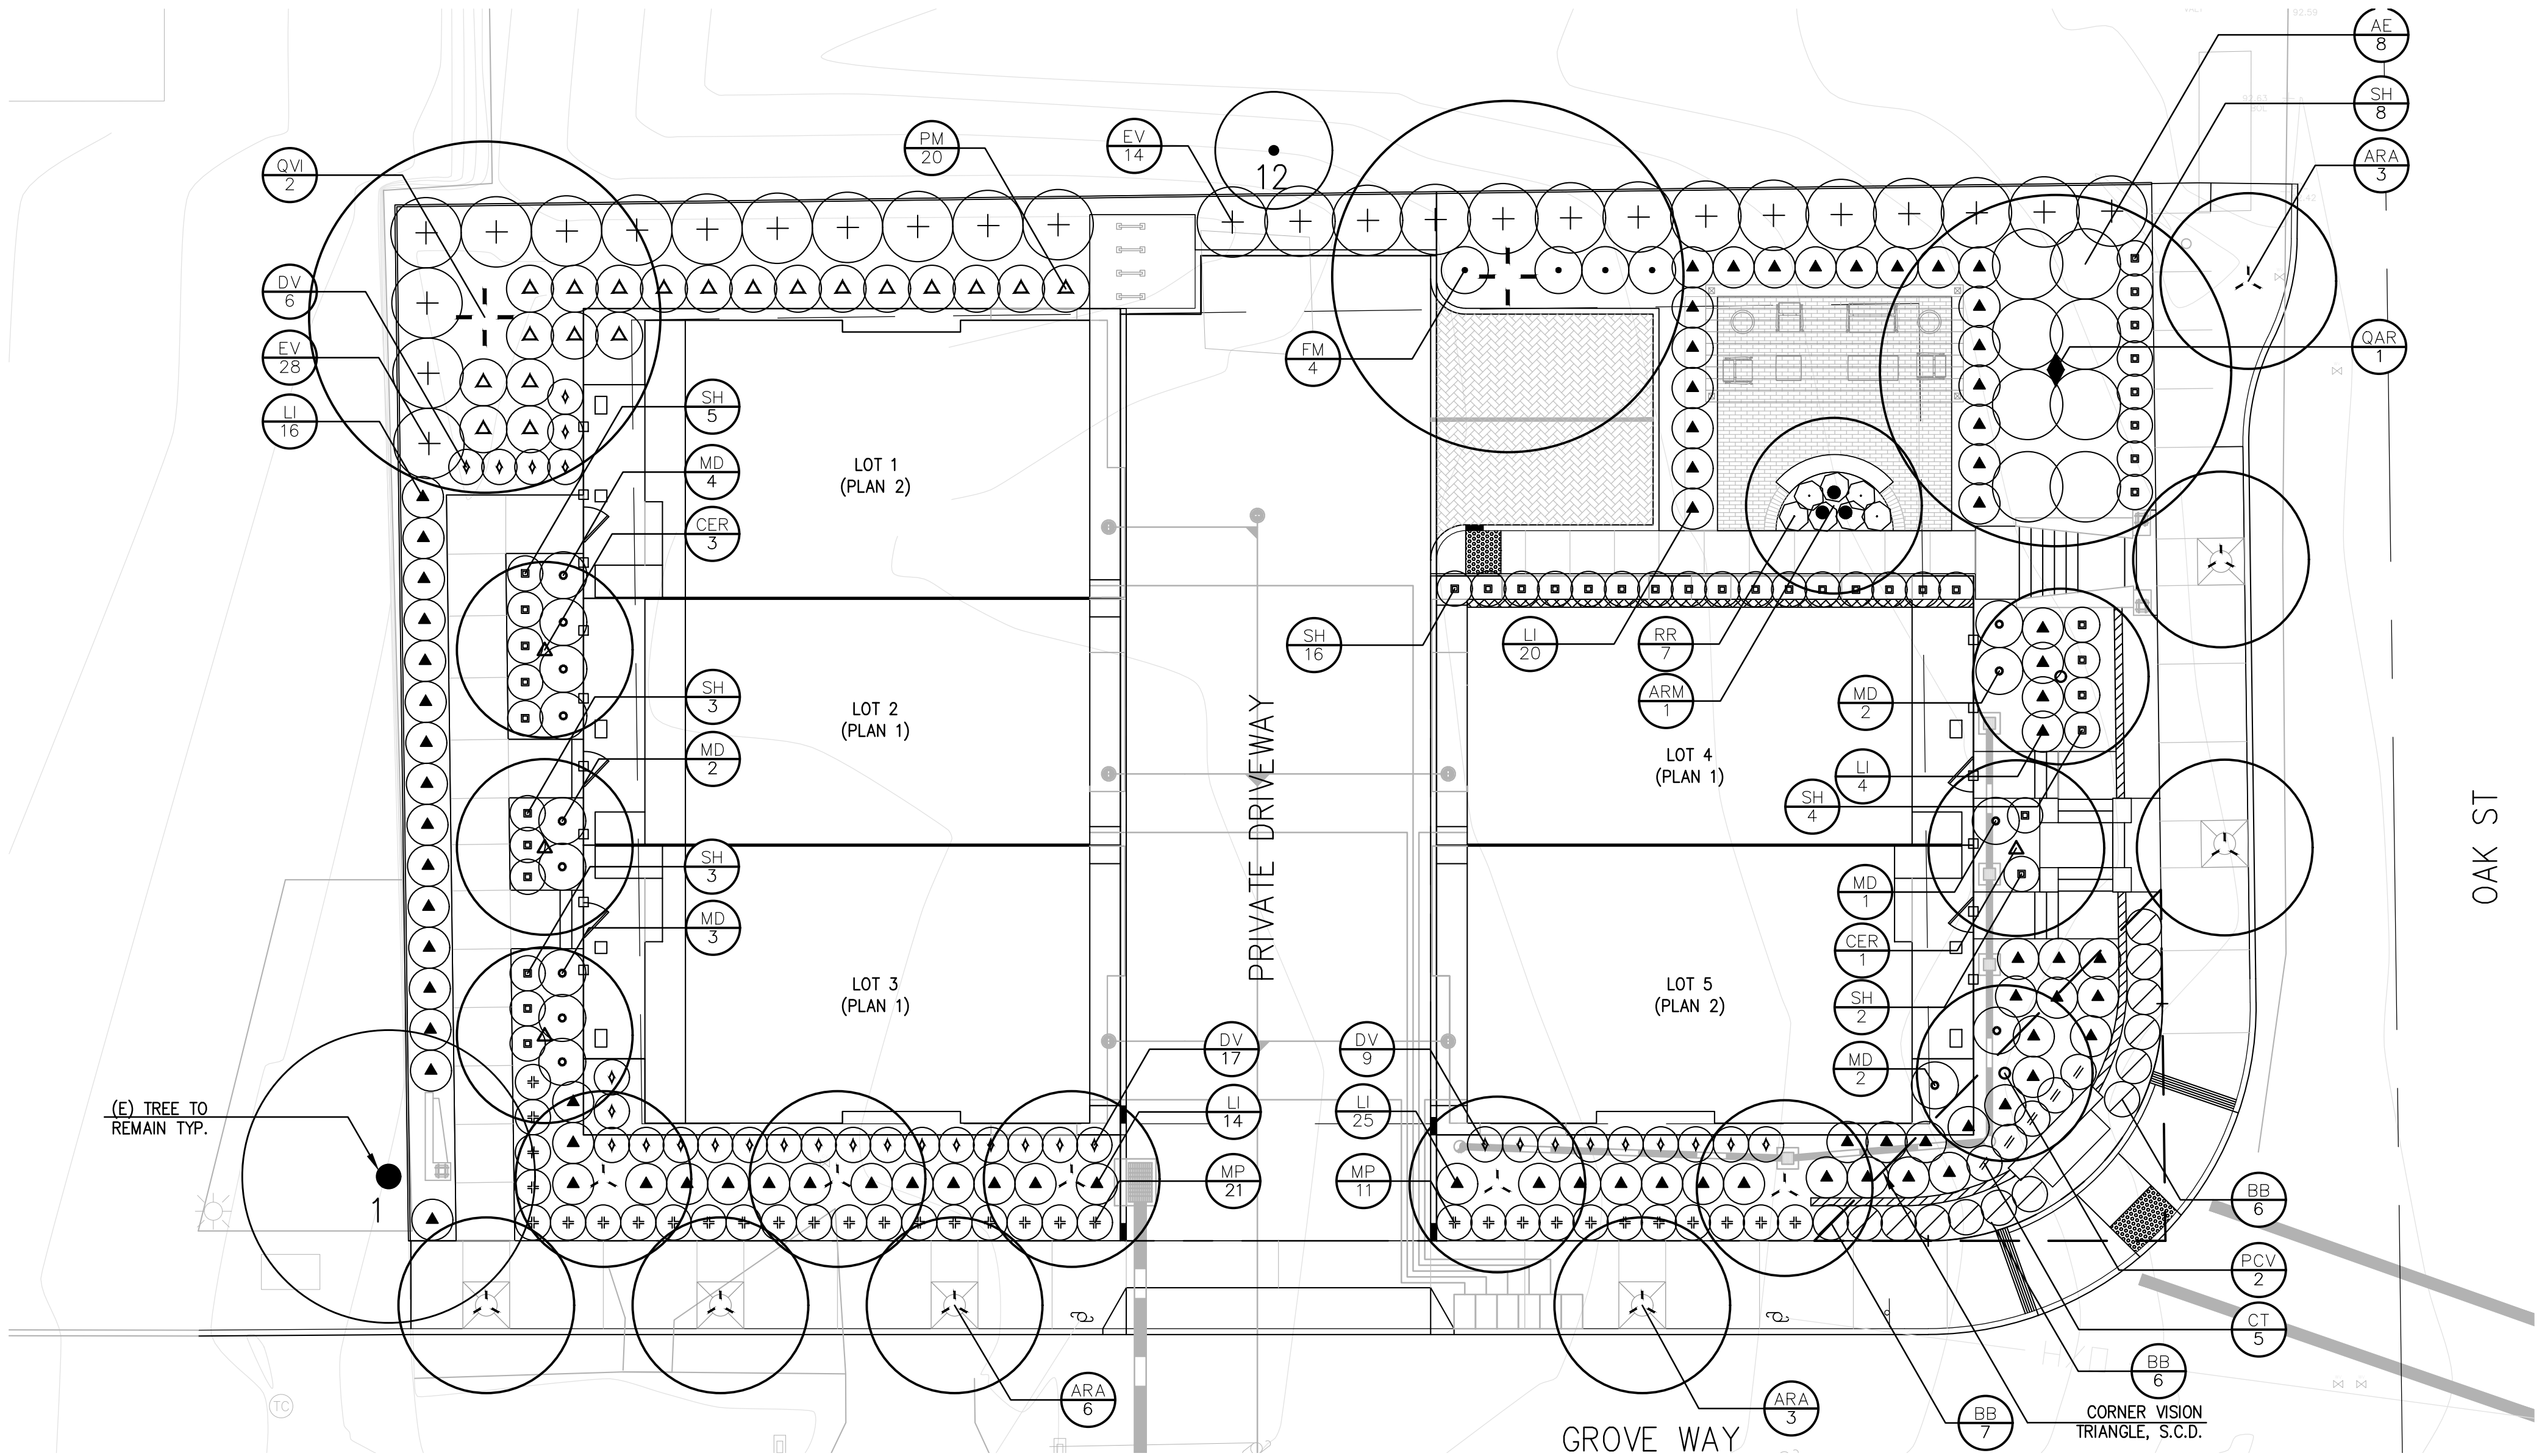 92.59
AE
8
SH
8
ARA
3
QAR
1
PM
20
EV
14
12
QVI
2
DV
6
EV
28
LI
16
SH
5
MD
4
CER
3
FM
4
LOT 1
(PLAN 2)
SH
16
LI
20
RR
7
ARM
1
MD
2
LI
4
SH
4
SH
3
MD
2
LOT 2
(PLAN 1)
PRIVATE DRIVEWAY
LOT 4
(PLAN 1)
OAK ST
SH
3
MD
3
MD
1
CER
1
SH
2
MD
2
LOT 3
(PLAN 1)
LOT 5
(PLAN 2)
DV
17
DV
9
LI
14
LI
25
MP
21
MP
11
(E) TREE TO
REMAIN TYP.
1
BB
6
PCV
2
CT
5
BB
6
BB
7
ARA
6
ARA
3
TC
CORNER VISION
TRIANGLE, S.C.D.
GROVE WAY